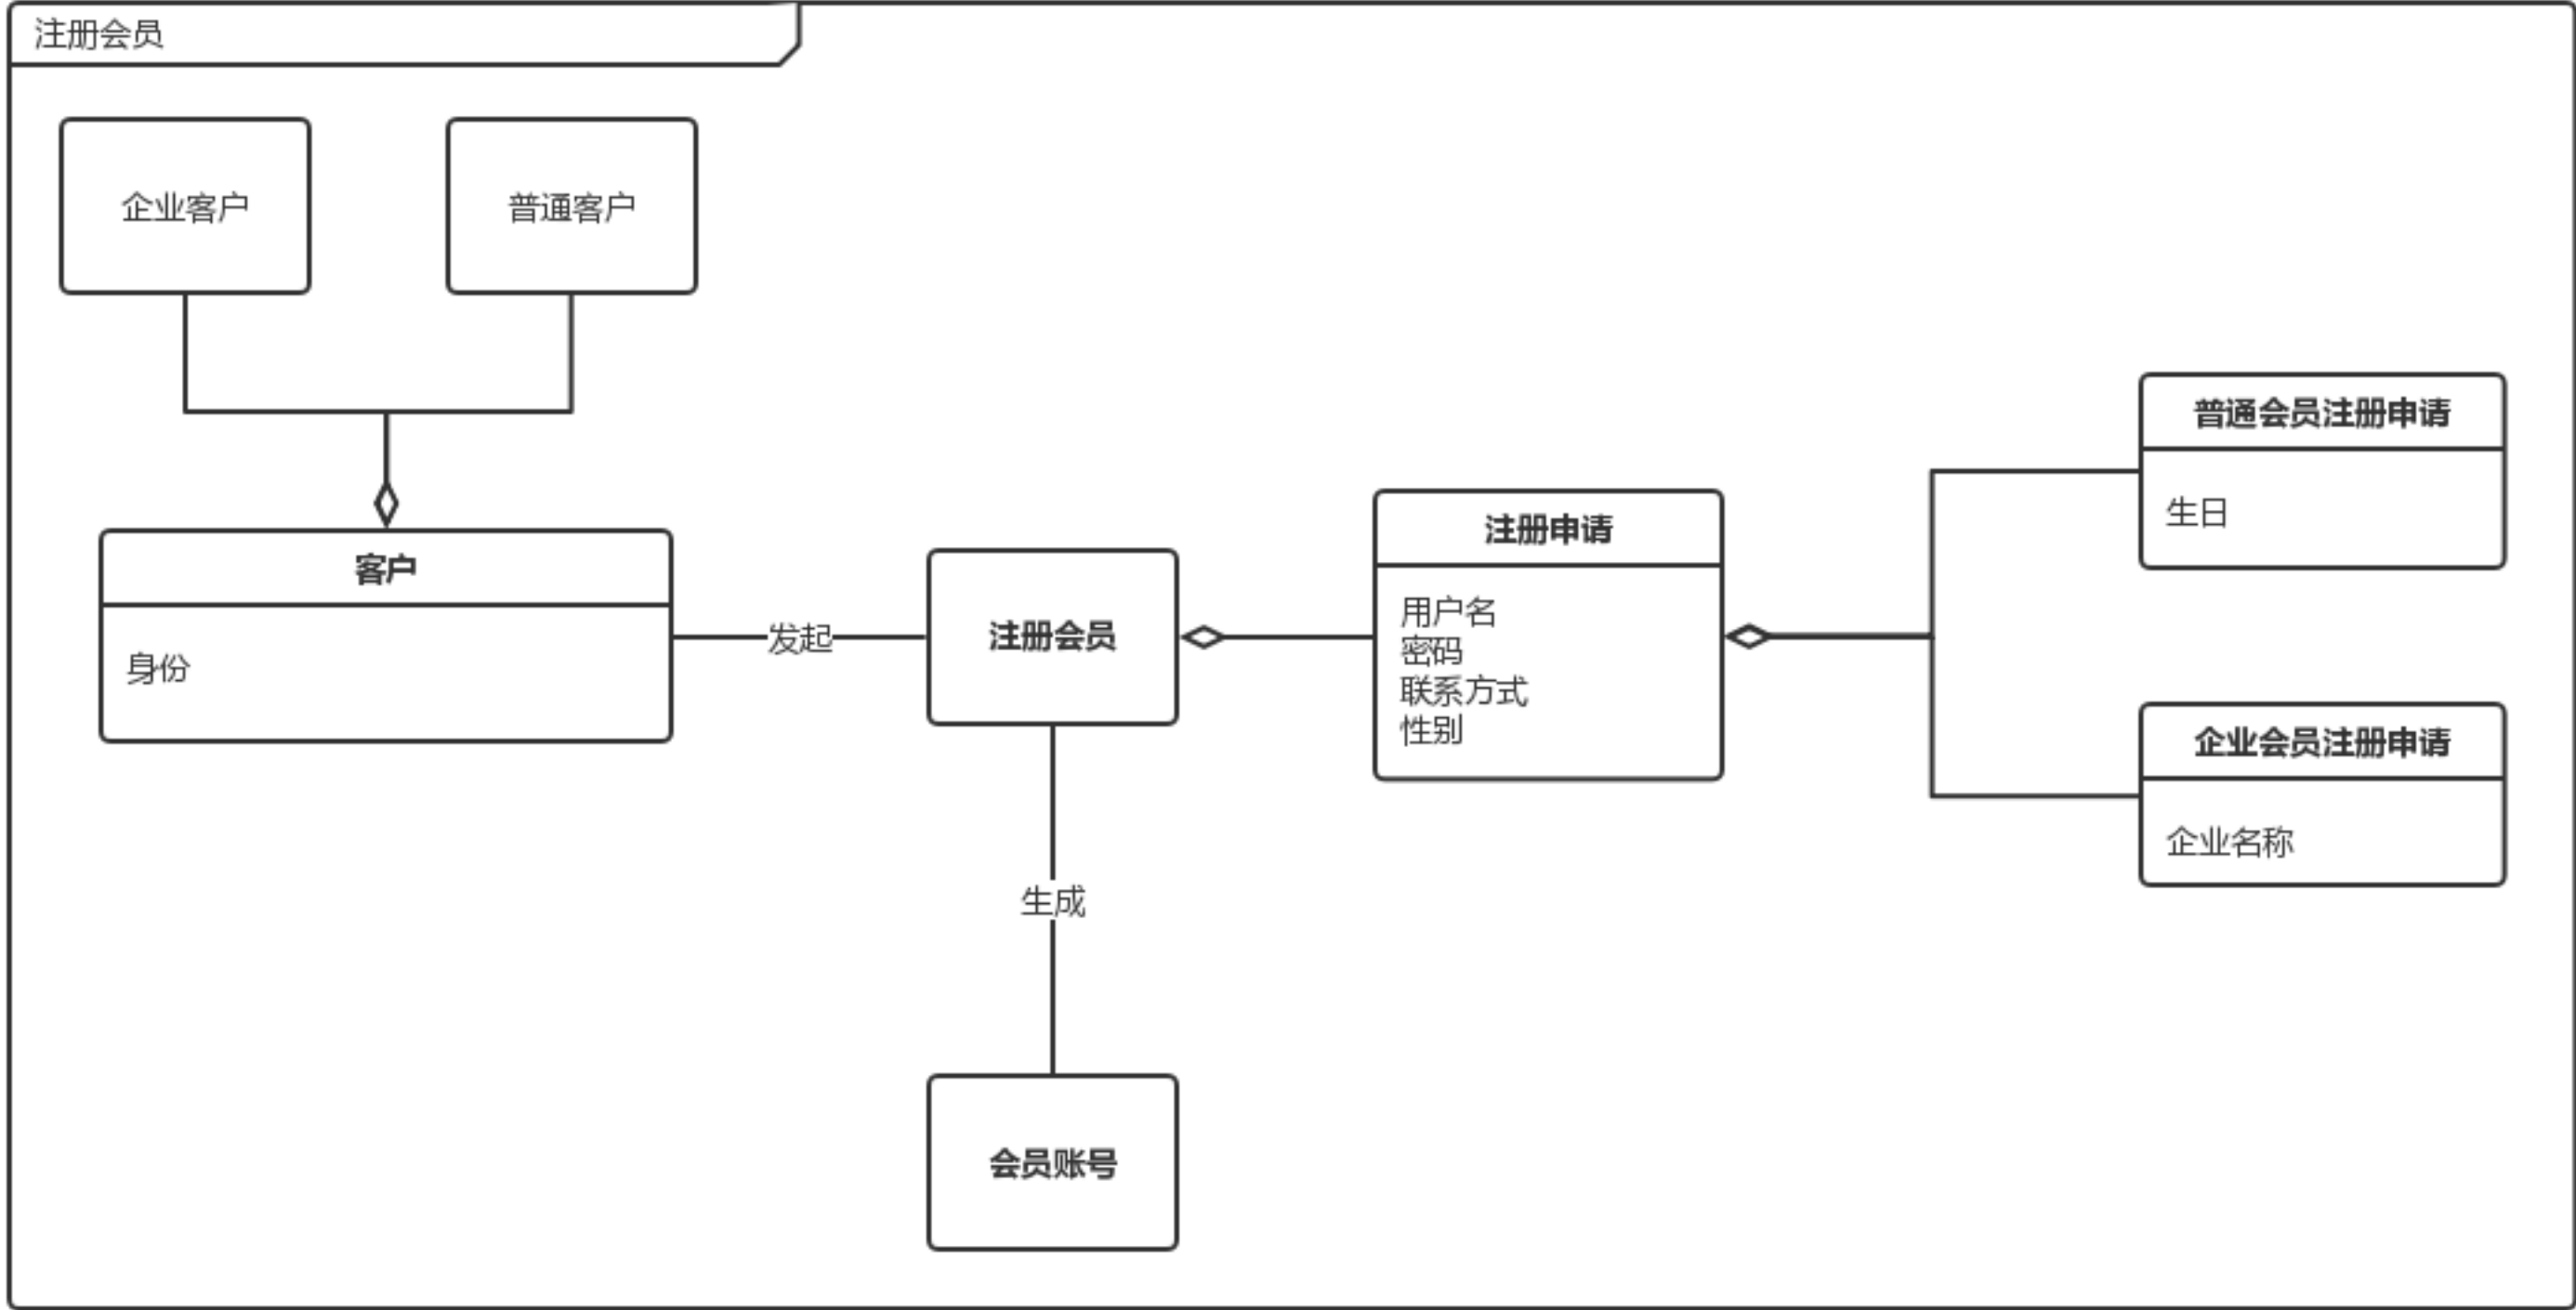 注册会员
企业客户
普通客户
客户
身份
发起
注册会员
注册申请
用户名
密码
联系方式
性别
普通会员注册申请
生日
企业会员注册申请
企业名称
生成
会员账号